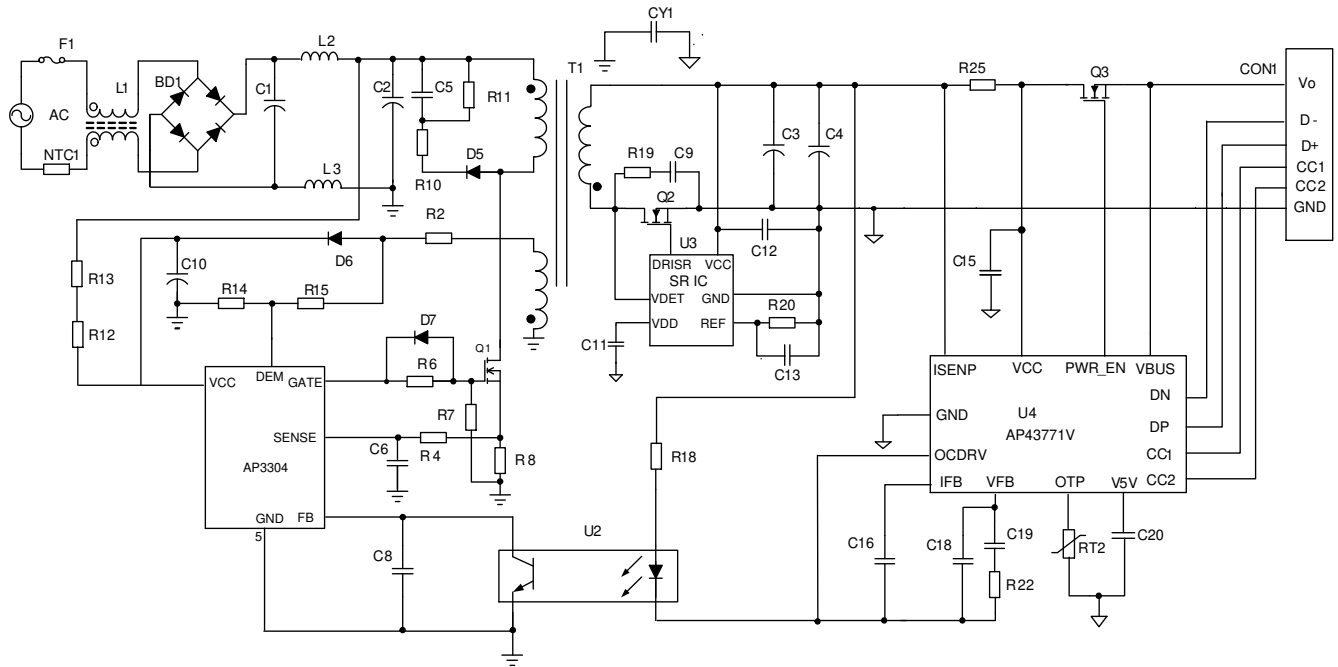 CY1
F1
L2
T1
R25
Q3
CON1
L1
BD1
C1
C2
C5
R11
Vo
AC
D -
C3
C4
D+
NTC1
R19
C9
D5
CC1
L3
R10
CC2
Q2
GND
R2
U3
C12
D6
C10
DRISR
VCC
SR IC
C15
R13
R14
R15
VDET
GND
R20
D7
VDD
REF
R12
C11
Q1
C13
R6
VCC
DEM
GATE
ISENP
VCC
PWR_EN
VBUS
DN
R7
GND
U4
DP
SENSE
AP43771V
C6
R4
R8
R18
OCDRV
CC1
AP3304
IFB
VFB
OTP
V5V
CC2
GND
FB
5
U2
C16
C18
C19
RT2
C20
C8
R22